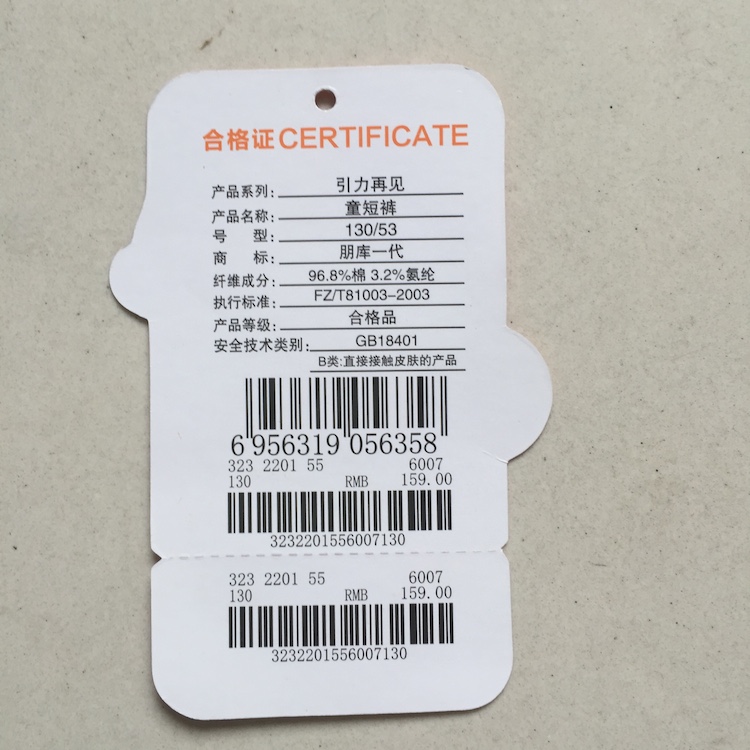 合格证CERTIFICATE
产品系列: 引力再见
产品名称: 童短裤
号 型: 130/53
商 标: 朋库一代
纤维成分: 96.8%棉 3.2%氨纶
执行标准: FZ/T81003-2003
产品等级: 合格品
安全技术类别: GB18401
B类:直接接触皮肤的产品
6 956319 056358
323 2201 55 6007
130 RMB 159.00
3232201556007130
323 2201 55 6007
130 RMB 159.00
3232201556007130